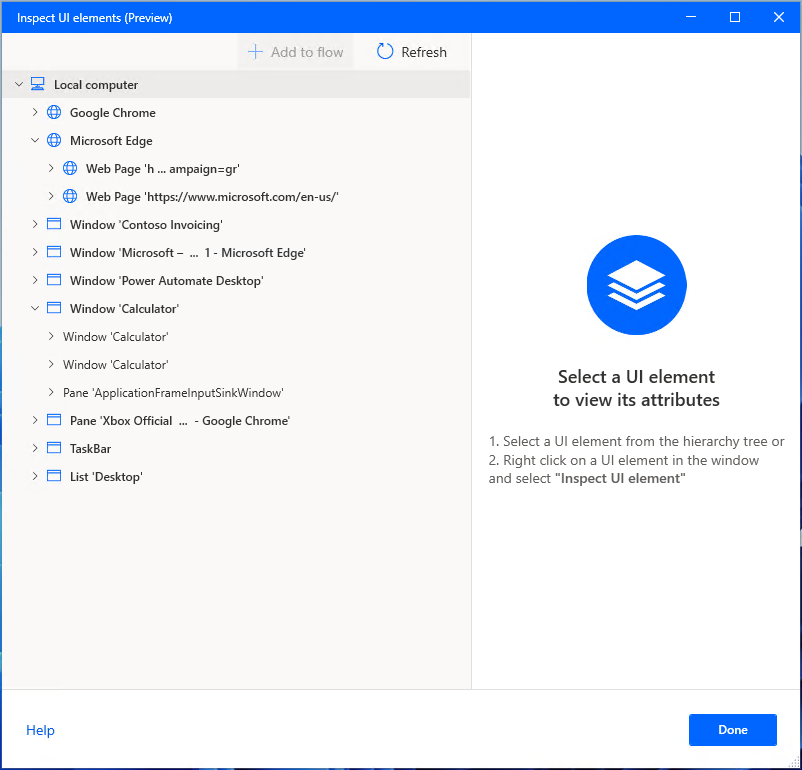 Inspect UI elements (Preview)
Add to flow
Refresh
Local computer
Google Chrome
Microsoft Edge
Web Page 'h ... ampaign=gr'
Web Page 'https://www.microsoft.com/en-us/'
Window 'Contoso Invoicing'
Window 'Microsoft – ... 1 - Microsoft Edge'
Window 'Power Automate Desktop'
Window 'Calculator'
Window 'Calculator'
Window 'Calculator'
Pane 'ApplicationFrameInputSinkWindow'
Pane 'Xbox Official ... - Google Chrome'
TaskBar
List 'Desktop'
Select a UI element
to view its attributes
1. Select a UI element from the hierarchy tree or
2. Right click on a UI element in the window
and select "Inspect UI element"
Help
Done